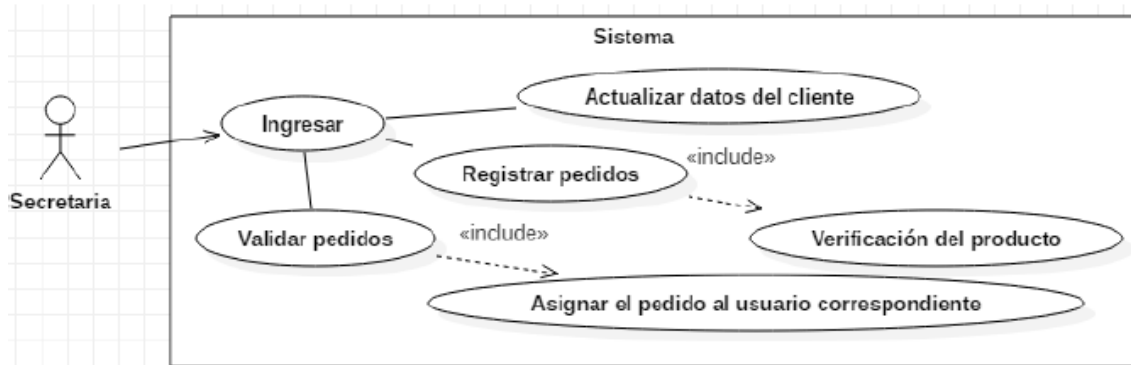 Sistema
Actualizar datos del cliente
Ingresar
«include»
Registrar pedidos
Secretaria
Validar pedidos
«include»
Verificación del producto
Asignar el pedido al usuario correspondiente